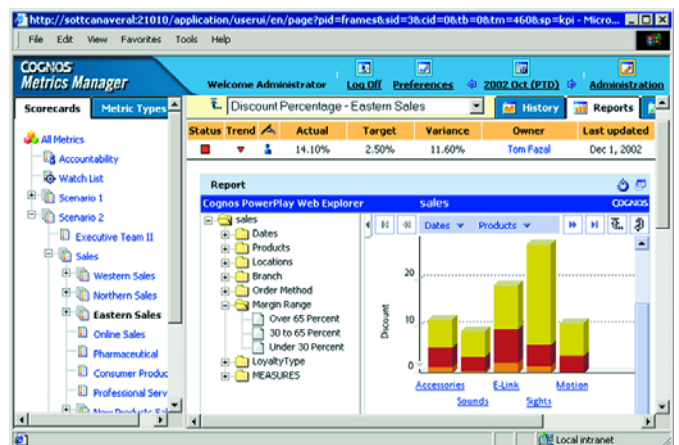 http://sottcanaveral:21010/application/userui/en/page?pid=frames&sid=3&cid=0&tb=0&tm=460&sp=kpi - Micro...
File Edit View Favorites Tools Help
COGNOS
Metrics Manager
Welcome Administrator Log Off Preferences 2002 Oct (PTD) Administration
Scorecards Metric Types
Discount Percentage - Eastern Sales History Reports
Status Trend Actual Target Variance Owner Last updated
14.10% 2.50% 11.60% Tom Fazal Dec 1, 2002
All Metrics
Accountability
Watch List
Scenario 1
Scenario 2
Executive Team II
Sales
Western Sales
Northern Sales
Eastern Sales
Online Sales
Pharmaceutical
Consumer Produc
Professional Serv
New Products Sal
Report
Cognos PowerPlay Web Explorer sales COGNOS
sales
Dates
Products
Locations
Branch
Order Method
Margin Range
Over 65 Percent
30 to 65 Percent
Under 30 Percent
LoyaltyType
MEASURES
Dates Products
Discount
20
10
0
Accessories E-Link Motion
Sounds Sights
Local intranet